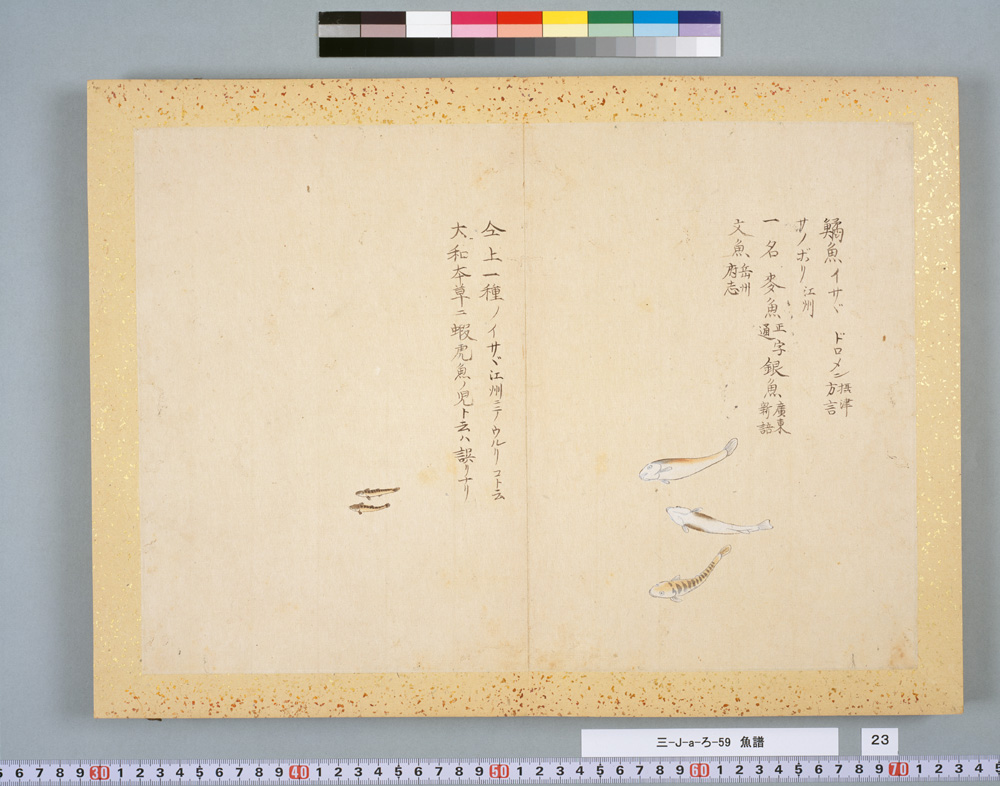 鱊魚 イサヾ ドロメン 摂津方言
サノボリ 江州
一名 麥魚 正字通 銀魚 廣東新語
文魚 岳州府志
仝上一種ノイサヾ江州ニテウルリコト云
大和本草ニ蝦虎魚ノ児ト云ハ誤リナリ
三-J-a-ろ-59 魚譜
23
5 6 7 8 9 30 1 2 3 4 5 6 7 8 9 40 1 2 3 4 5 6 7 8 9 50 1 2 3 4 5 6 7 8 9 60 1 2 3 4 5 6 7 8 9 70 1 2 3 4 5